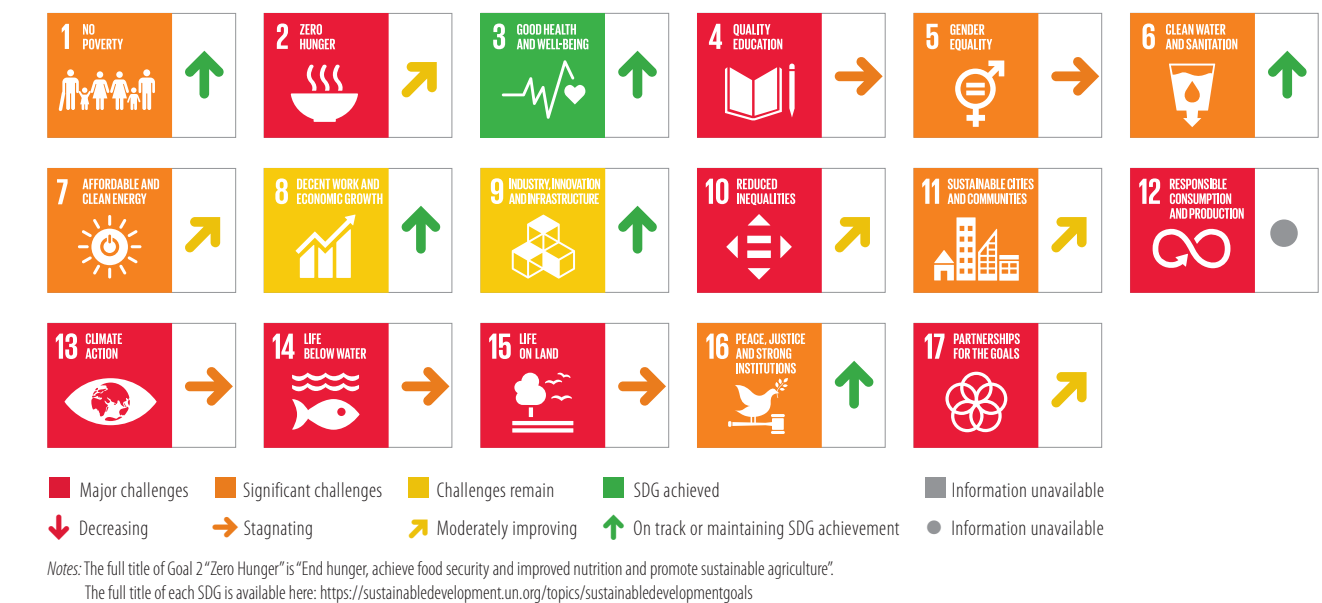 1 NO
POVERTY
2 ZERO
HUNGER
3 GOOD HEALTH
AND WELL-BEING
4 QUALITY
EDUCATION
5 GENDER
EQUALITY
6 CLEAN WATER
AND SANITATION
7 AFFORDABLE AND
CLEAN ENERGY
8 DECENT WORK AND
ECONOMIC GROWTH
9 INDUSTRY, INNOVATION
AND INFRASTRUCTURE
10 REDUCED
INEQUALITIES
11 SUSTAINABLE CITIES
AND COMMUNITIES
12 RESPONSIBLE
CONSUMPTION
AND PRODUCTION
13 CLIMATE
ACTION
14 LIFE
BELOW WATER
15 LIFE
ON LAND
16 PEACE, JUSTICE
AND STRONG
INSTITUTIONS
17 PARTNERSHIPS
FOR THE GOALS
Major challenges Significant challenges Challenges remain SDG achieved Information unavailable
Decreasing Stagnating Moderately improving On track or maintaining SDG achievement Information unavailable
Notes: The full title of Goal 2 “Zero Hunger” is “End hunger, achieve food security and improved nutrition and promote sustainable agriculture”.
The full title of each SDG is available here: https://sustainabledevelopment.un.org/topics/sustainabledevelopmentgoals